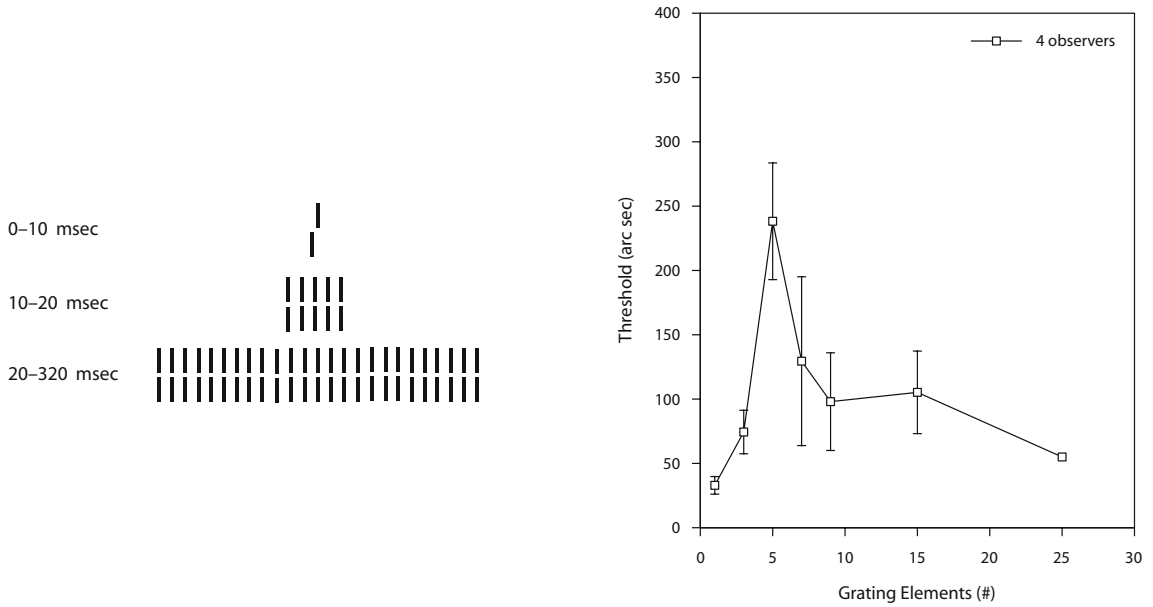 0–10 msec
10–20 msec
20–320 msec
400
350
300
250
200
150
100
50
0
Threshold (arc sec)
4 observers
0 5 10 15 20 25 30
Grating Elements (#)